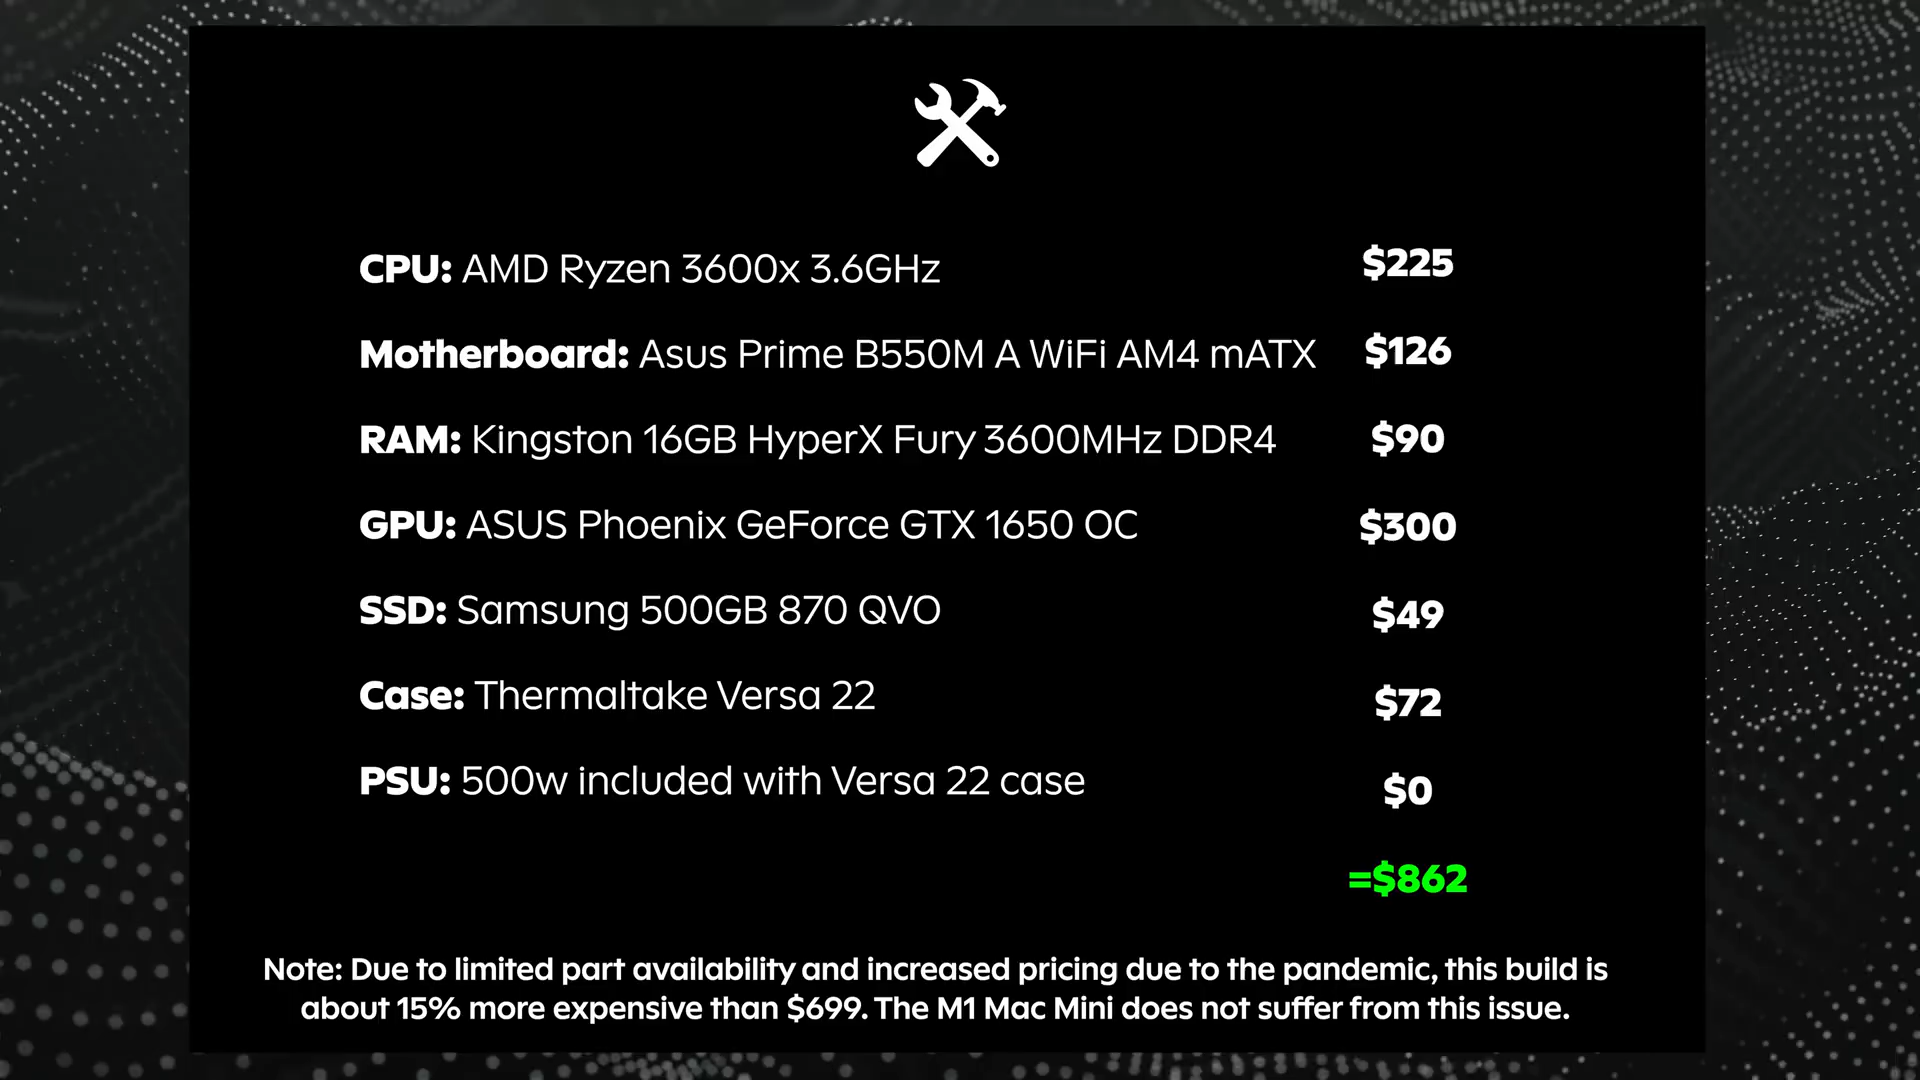 CPU: AMD Ryzen 3600x 3.6GHz $225
Motherboard: Asus Prime B550M A WiFi AM4 mATX $126
RAM: Kingston 16GB HyperX Fury 3600MHz DDR4 $90
GPU: ASUS Phoenix GeForce GTX 1650 OC $300
SSD: Samsung 500GB 870 QVO $49
Case: Thermaltake Versa 22 $72
PSU: 500w included with Versa 22 case $0
=$862
Note: Due to limited part availability and increased pricing due to the pandemic, this build is
about 15% more expensive than $699. The M1 Mac Mini does not suffer from this issue.